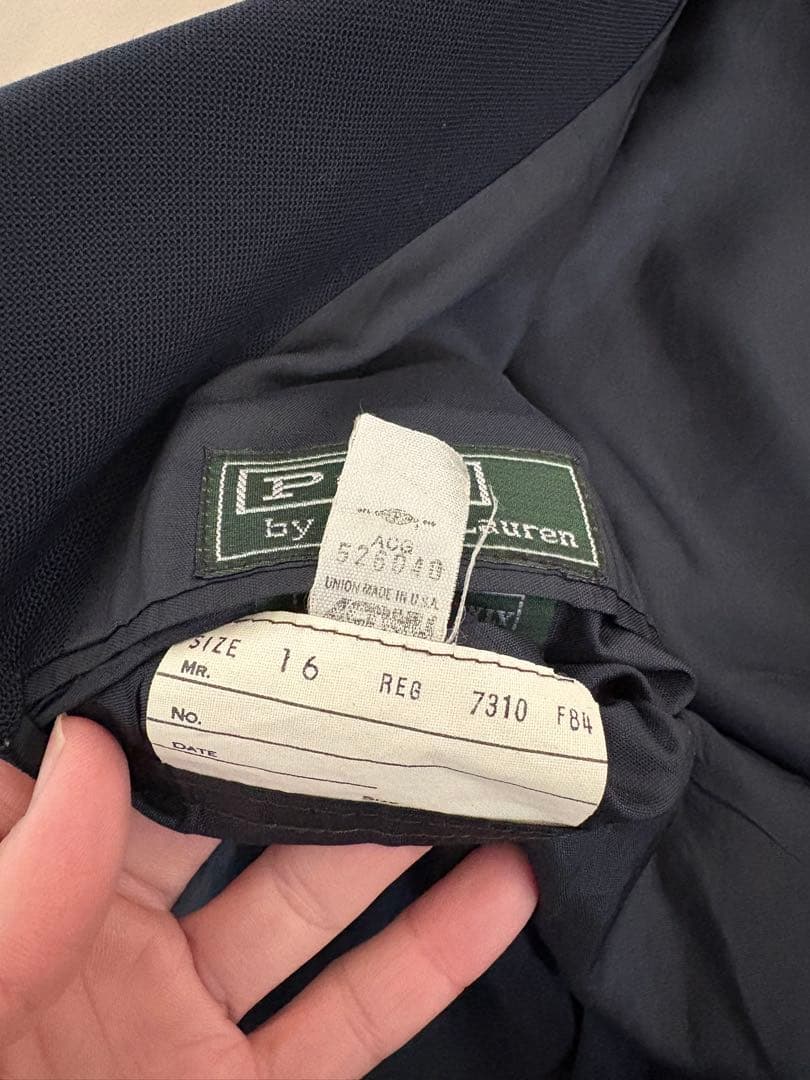 P
by Lauren
ACG
526040
UNION MADE IN U.S.A.
SIZE 16 REG 7310 F84
MR.
No.
DATE